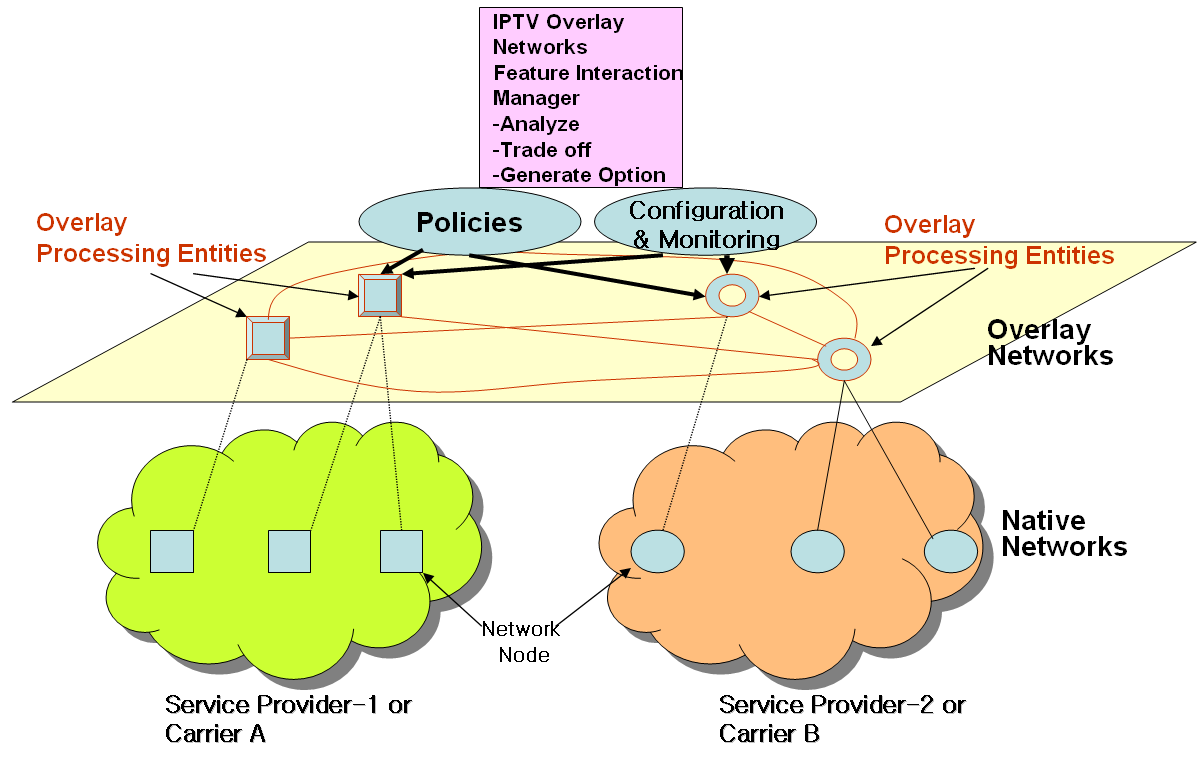 IPTV Overlay
Networks
Feature Interaction
Manager
-Analyze
-Trade off
-Generate Option
Policies
Configuration
& Monitoring
Overlay
Processing Entities
Overlay
Processing Entities
Overlay
Networks
Native
Networks
Network
Node
Service Provider-1 or
Carrier A
Service Provider-2 or
Carrier B